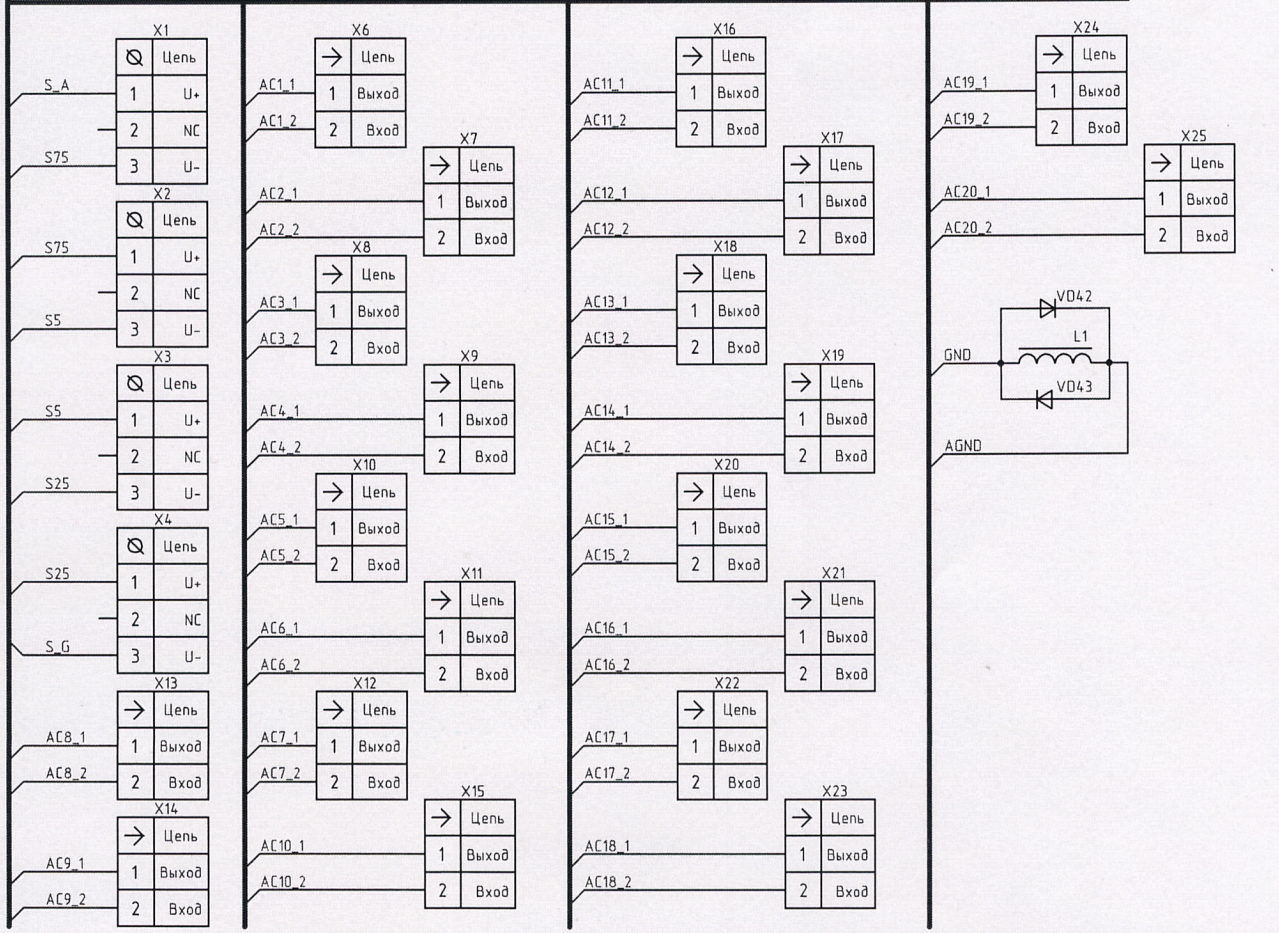 X1
Цепь
S_A
1 U+
2 NC
S75
3 U-
X2
Цепь
S75
1 U+
2 NC
S5
3 U-
X3
Цепь
S5
1 U+
2 NC
S25
3 U-
X4
Цепь
S25
1 U+
2 NC
S_G
3 U-
X13
Цепь
AC8_1
1 Выход
AC8_2
2 Вход
X14
Цепь
AC9_1
1 Выход
AC9_2
2 Вход
X6
Цепь
AC1_1
1 Выход
AC1_2
2 Вход
X7
Цепь
AC2_1
1 Выход
AC2_2
2 Вход
X8
Цепь
AC3_1
1 Выход
AC3_2
2 Вход
X9
Цепь
AC4_1
1 Выход
AC4_2
2 Вход
X10
Цепь
AC5_1
1 Выход
AC5_2
2 Вход
X11
Цепь
AC6_1
1 Выход
AC6_2
2 Вход
X12
Цепь
AC7_1
1 Выход
AC7_2
2 Вход
X15
Цепь
AC10_1
1 Выход
AC10_2
2 Вход
X16
Цепь
AC11_1
1 Выход
AC11_2
2 Вход
X17
Цепь
AC12_1
1 Выход
AC12_2
2 Вход
X18
Цепь
AC13_1
1 Выход
AC13_2
2 Вход
X19
Цепь
AC14_1
1 Выход
AC14_2
2 Вход
X20
Цепь
AC15_1
1 Выход
AC15_2
2 Вход
X21
Цепь
AC16_1
1 Выход
AC16_2
2 Вход
X22
Цепь
AC17_1
1 Выход
AC17_2
2 Вход
X23
Цепь
AC18_1
1 Выход
AC18_2
2 Вход
X24
Цепь
AC19_1
1 Выход
AC19_2
2 Вход
X25
Цепь
AC20_1
1 Выход
AC20_2
2 Вход
VD42
L1
GND
VD43
AGND